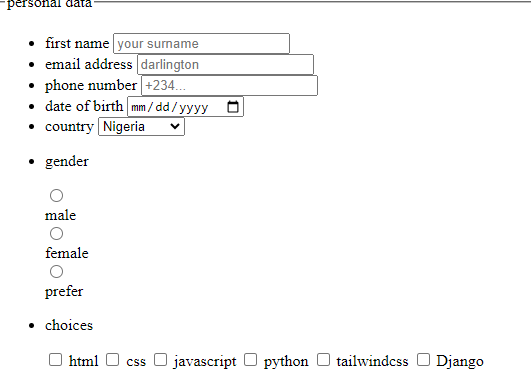 personal data
first name your surname
email address darlington
phone number +234...
date of birth mm/dd/yyyy
country Nigeria
gender
male
female
prefer
choices
html css javascript python tailwindcss Django